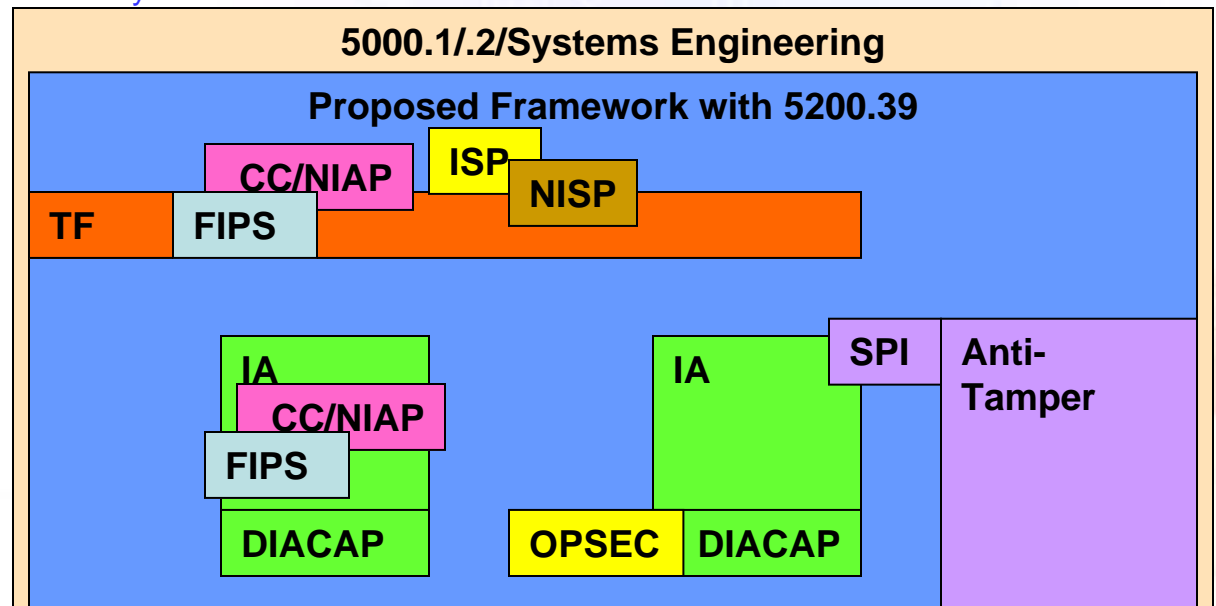 5000.1/.2/Systems Engineering
Proposed Framework with 5200.39
CC/NIAP
ISP
NISP
TF
FIPS
IA
CC/NIAP
FIPS
DIACAP
IA
SPI
Anti-
Tamper
OPSEC
DIACAP